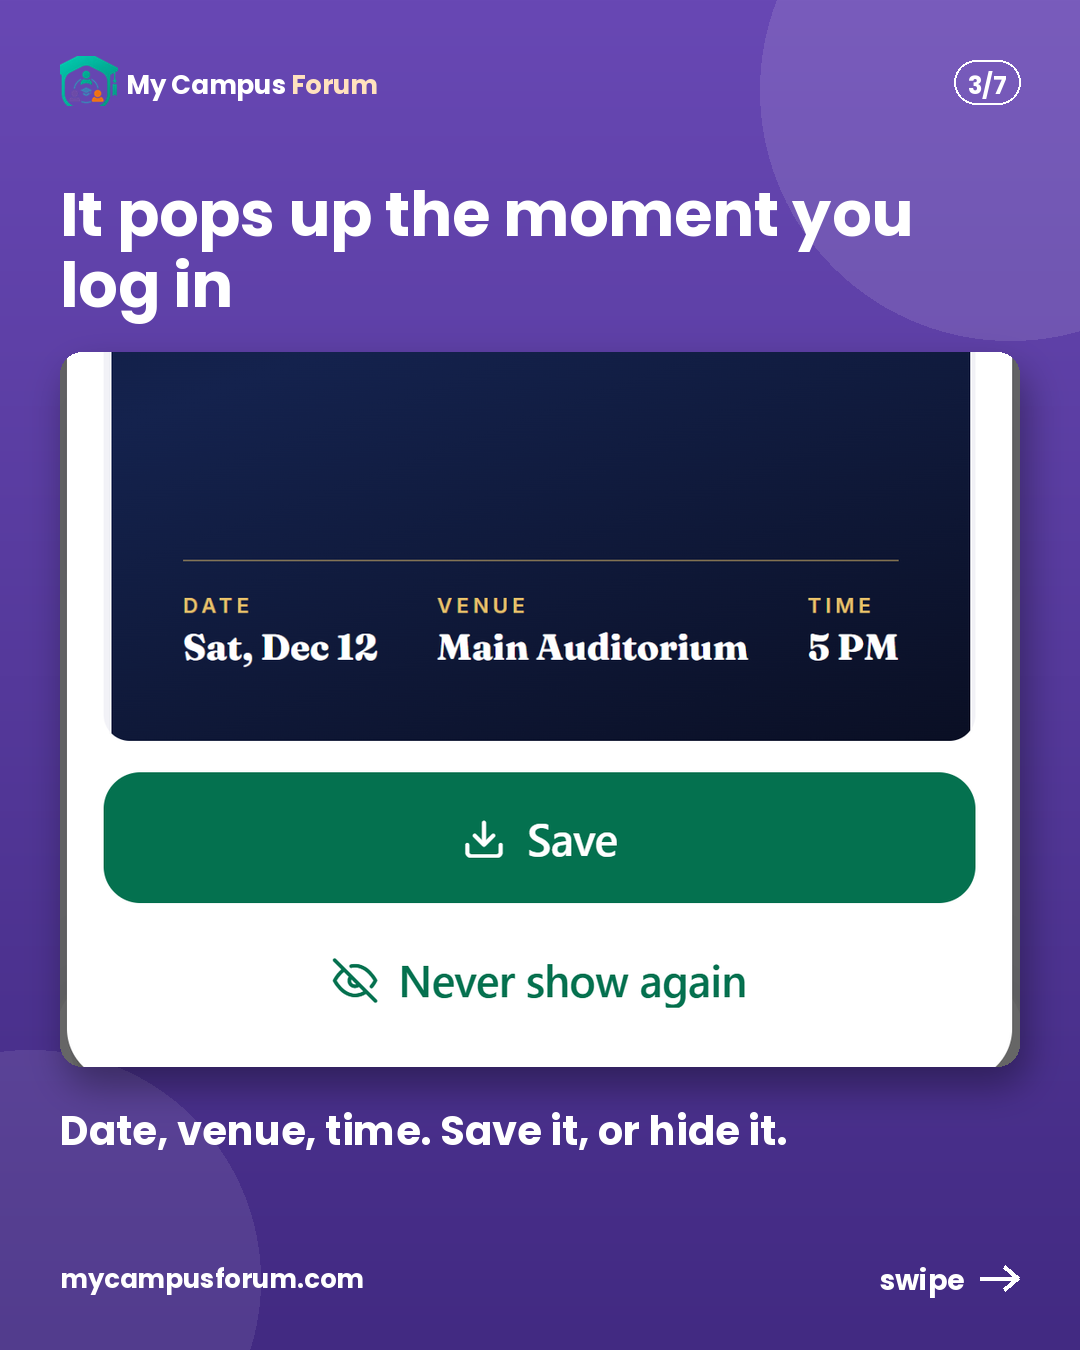 My Campus Forum
3/7
It pops up the moment you
log in
DATE VENUE TIME
Sat, Dec 12 Main Auditorium 5 PM
Save
Never show again
Date, venue, time. Save it, or hide it.
mycampusforum.com
swipe